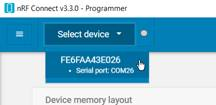 nRF Connect v3.3.0 - Programmer
Select device
FE6FAA43E026
• Serial port: COM26
Device memory layout